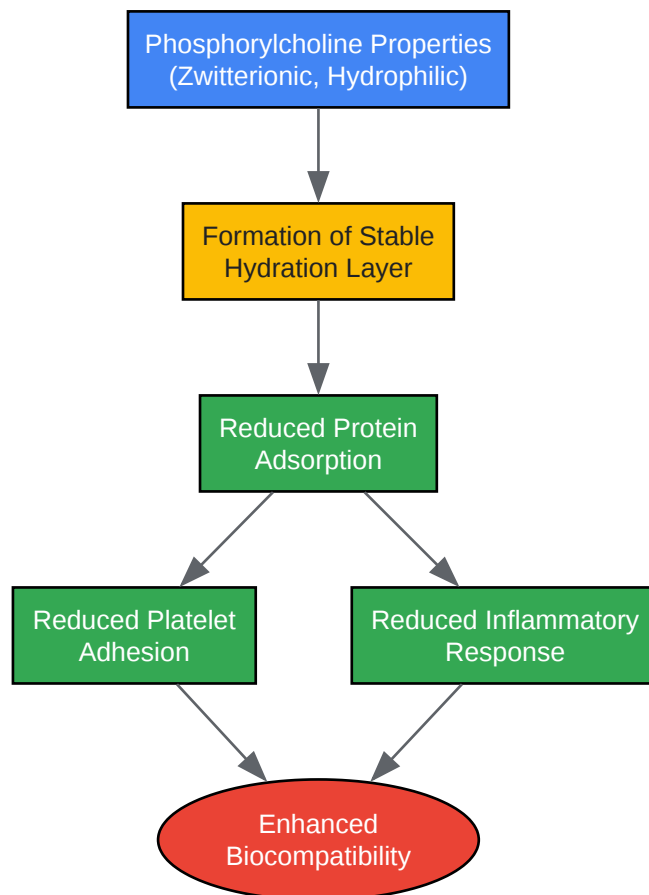 Phosphorylcholine Properties
(Zwitterionic, Hydrophilic)
Formation of Stable
Hydration Layer
Reduced Protein
Adsorption
Reduced Platelet
Adhesion
Reduced Inflammatory
Response
Enhanced
Biocompatibility